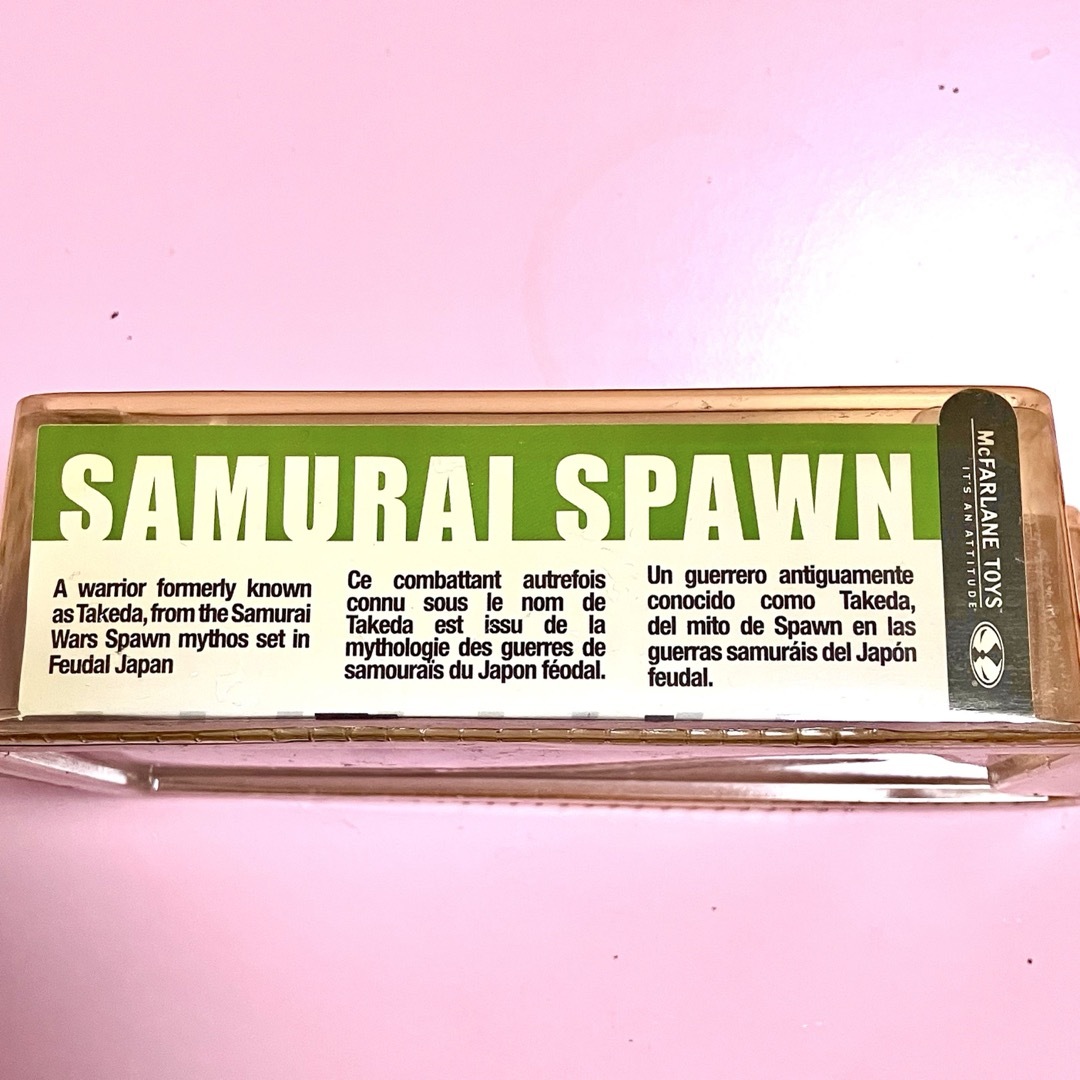 SAMURAI SPAWN
A warrior formerly known
as Takeda, from the Samurai
Wars Spawn mythos set in
Feudal Japan
Ce combattant autrefois
connu sous le nom de
Takeda est issu de la
mythologie des guerres de
samouraïs du Japon féodal.
Un guerrero antiguamente
conocido como Takeda,
del mito de Spawn en las
guerras samuráis del Japón
feudal.
McFARLANE TOYS
IT'S AN ATTITUDE